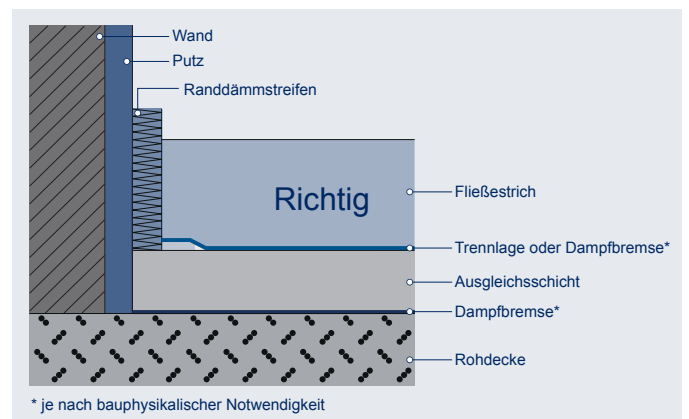 Wand
Putz
Randdämmstreifen
Richtig
Fließestrich
Trennlage oder Dampfbremse*
Ausgleichsschicht
Dampfbremse*
Rohdecke
* je nach bauphysikalischer Notwendigkeit